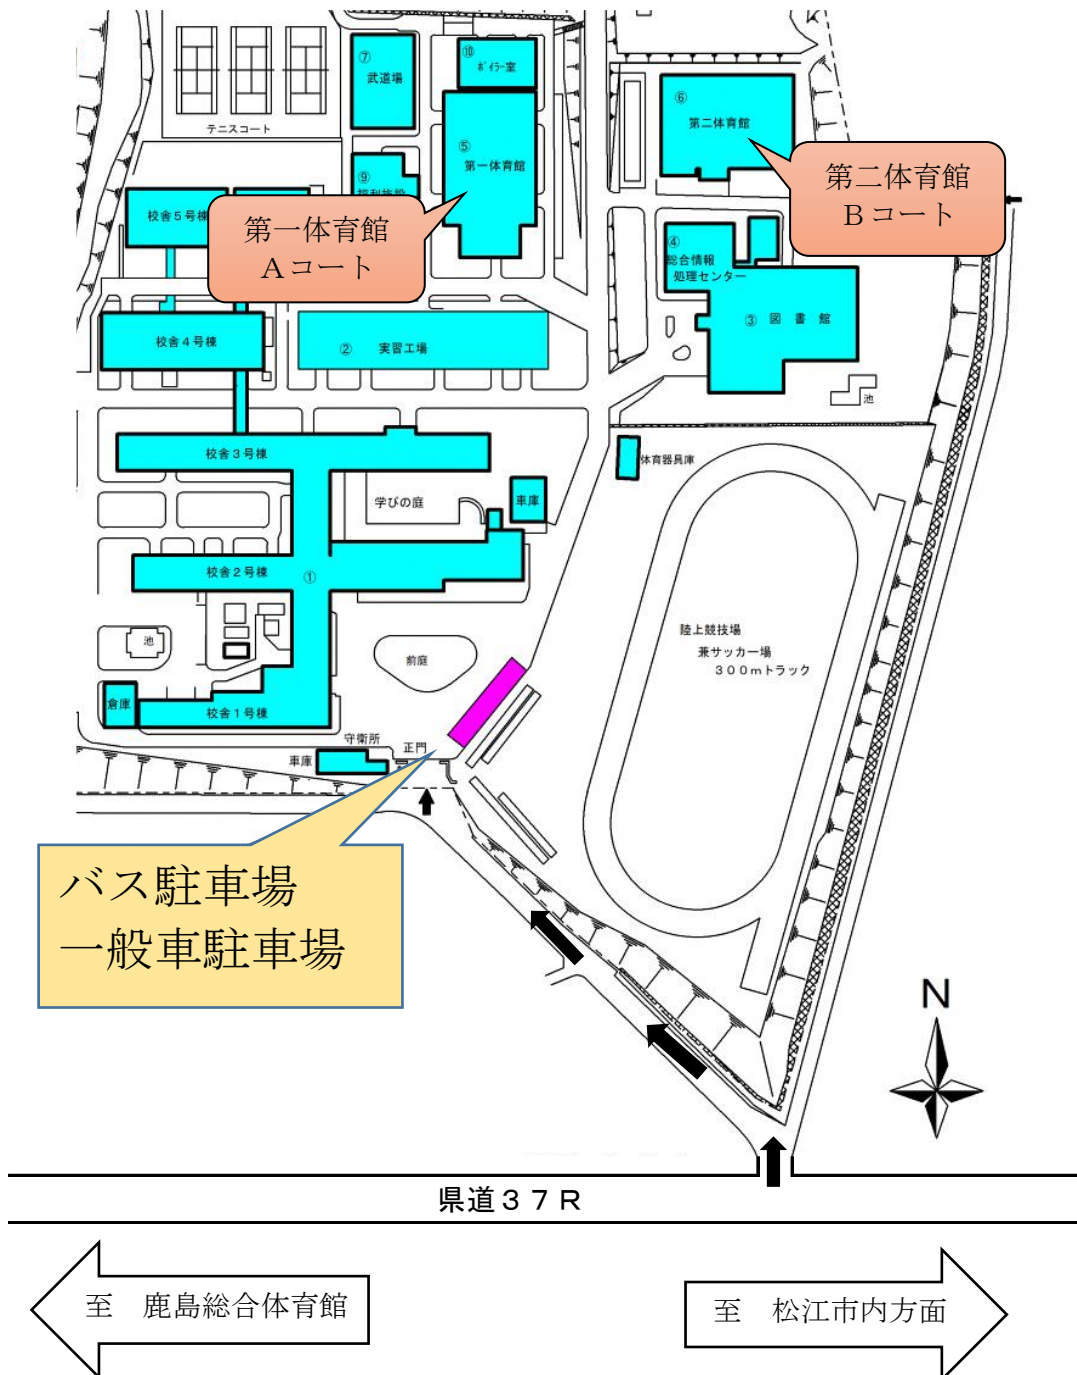 ⑦
武道場
⑩
ﾎﾞｲﾗｰ室
⑥
第二体育館
テニスコート
⑤
第一体育館
⑨
福利施設
第二体育館
Ｂコート
校舎５号棟
第一体育館
Ａコート
④
総合情報
処理センター
③ 図 書 館
校舎４号棟
② 実習工場
池
校舎３号棟
体育器具庫
学びの庭
車庫
校舎２号棟
①
池
前庭
陸上競技場
兼サッカー場
３００ｍトラック
倉庫
校舎１号棟
守衛所
正門
車庫
バス駐車場
一般車駐車場
N
県道３７Ｒ
至　鹿島総合体育館
至　松江市内方面